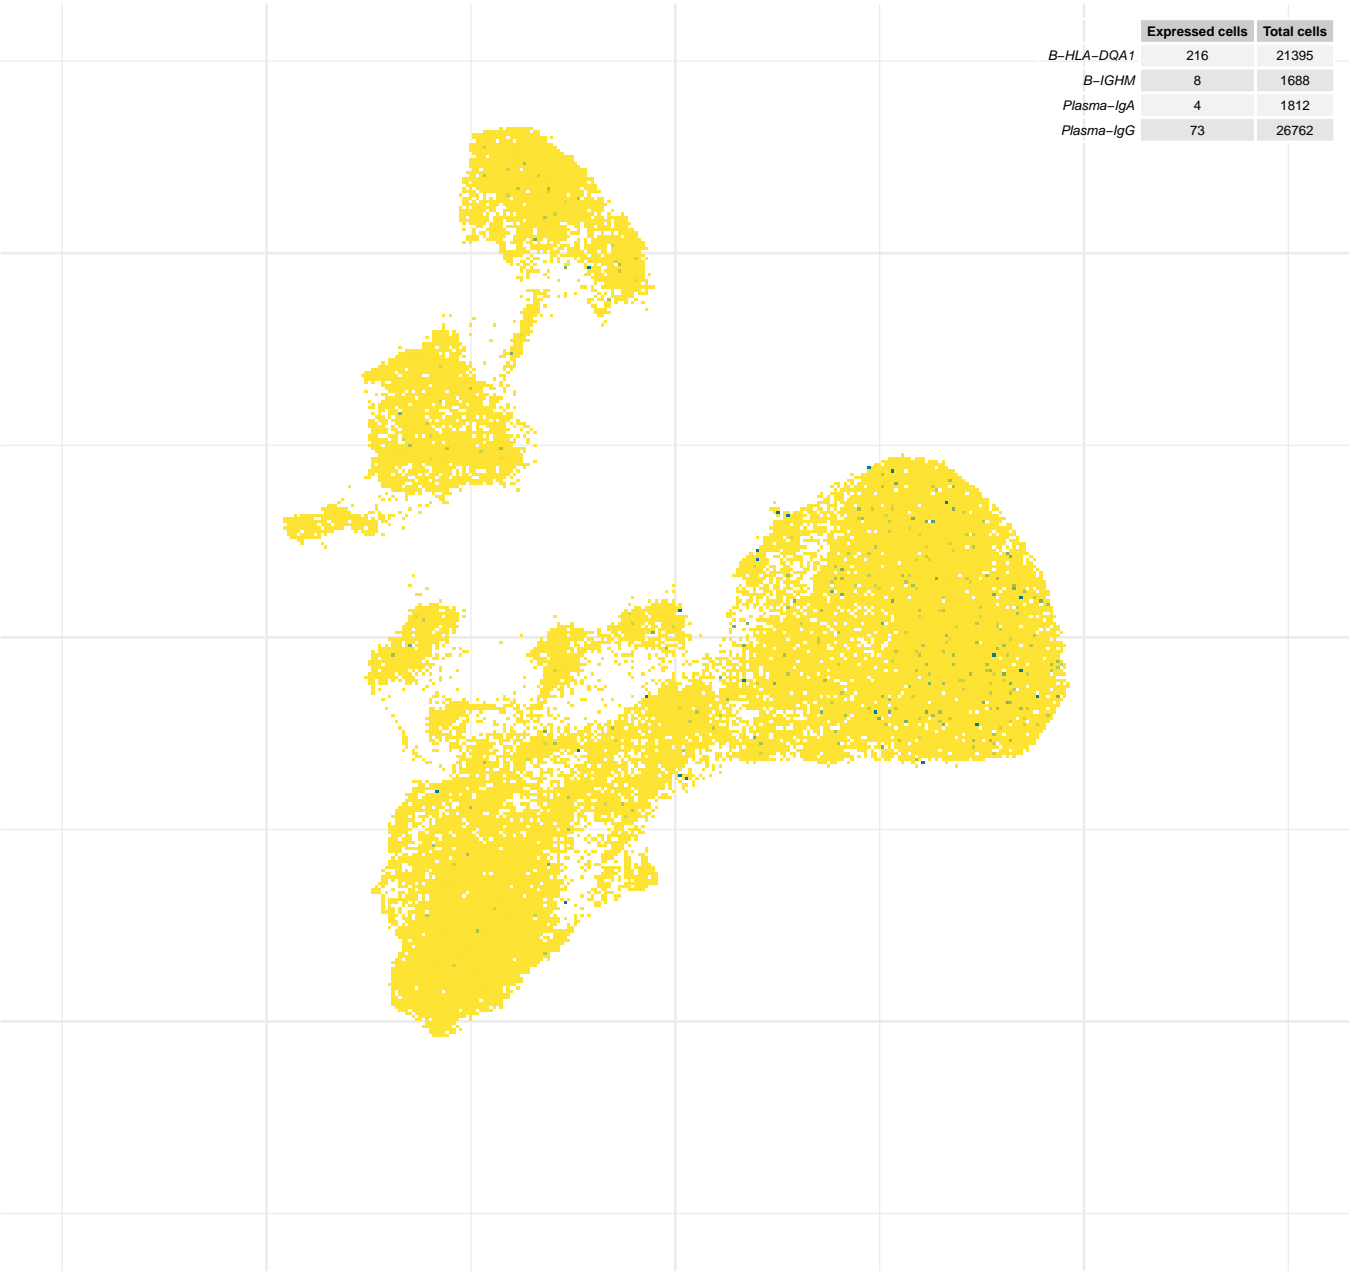 Expressed cells Total cells
B−HLA−DQA1 216 21395
B−IGHM 8 1688
Plasma−IgA 4 1812
Plasma−IgG 73 26762